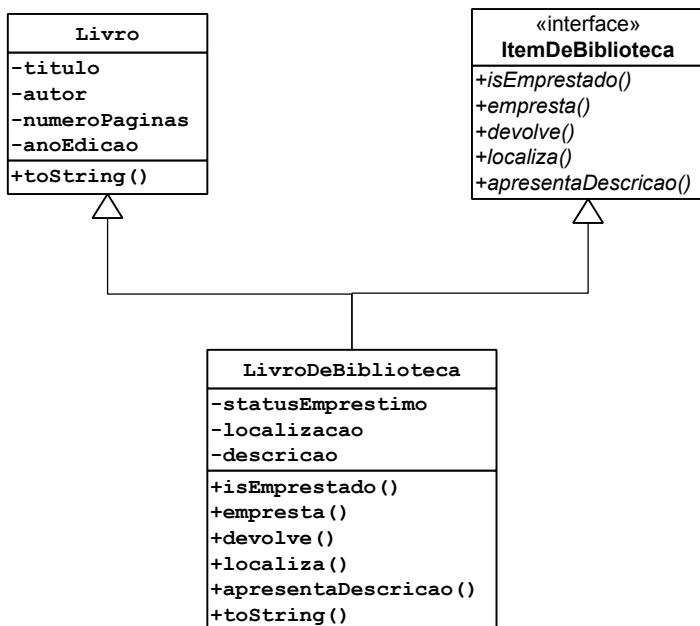 Livro
-titulo
-autor
-numeroPaginas
-anoEdicao
+toString()
«interface»
ItemDeBiblioteca
+isEmprestado()
+empresta()
+devolve()
+localiza()
+apresentaDescricao()
LivroDeBiblioteca
-statusEmprestimo
-localizacao
-descricao
+isEmprestado()
+empresta()
+devolve()
+localiza()
+apresentaDescricao()
+toString()